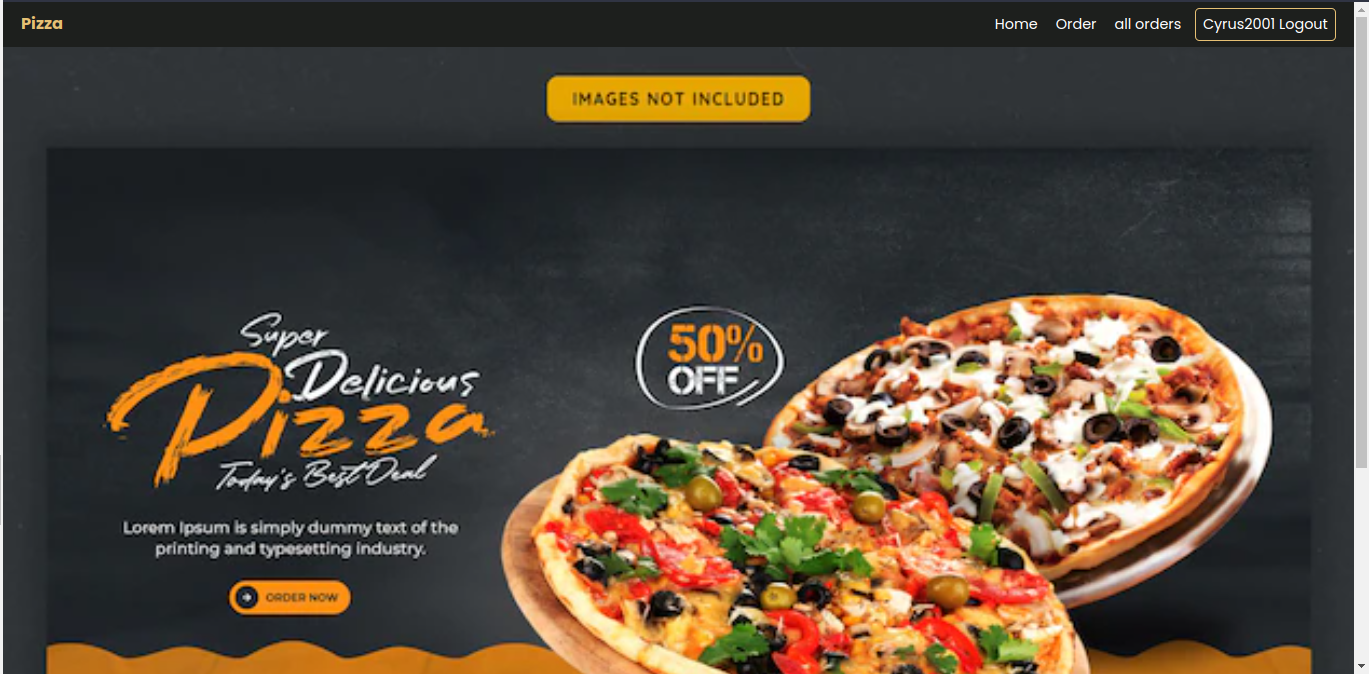 Pizza
Home Order all orders Cyrus2001 Logout
IMAGES NOT INCLUDED
Super
Delicious
Pizza
Today's Best Deal
50%
OFF
Lorem Ipsum is simply dummy text of the
printing and typesetting industry.
ORDER NOW